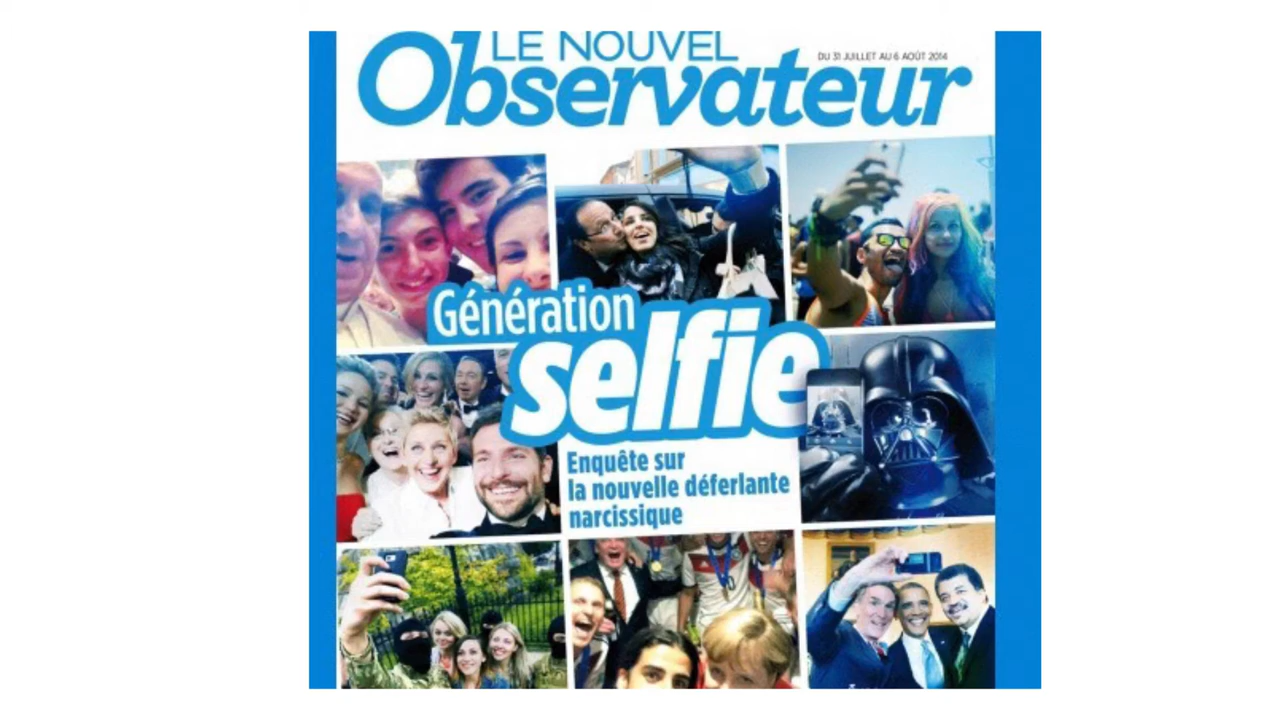 LE NOUVEL
DU 31 JUILLET AU 6 AOÛT 2014
Observateur
Génération
selfie
Enquête sur
la nouvelle déferlante
narcissique